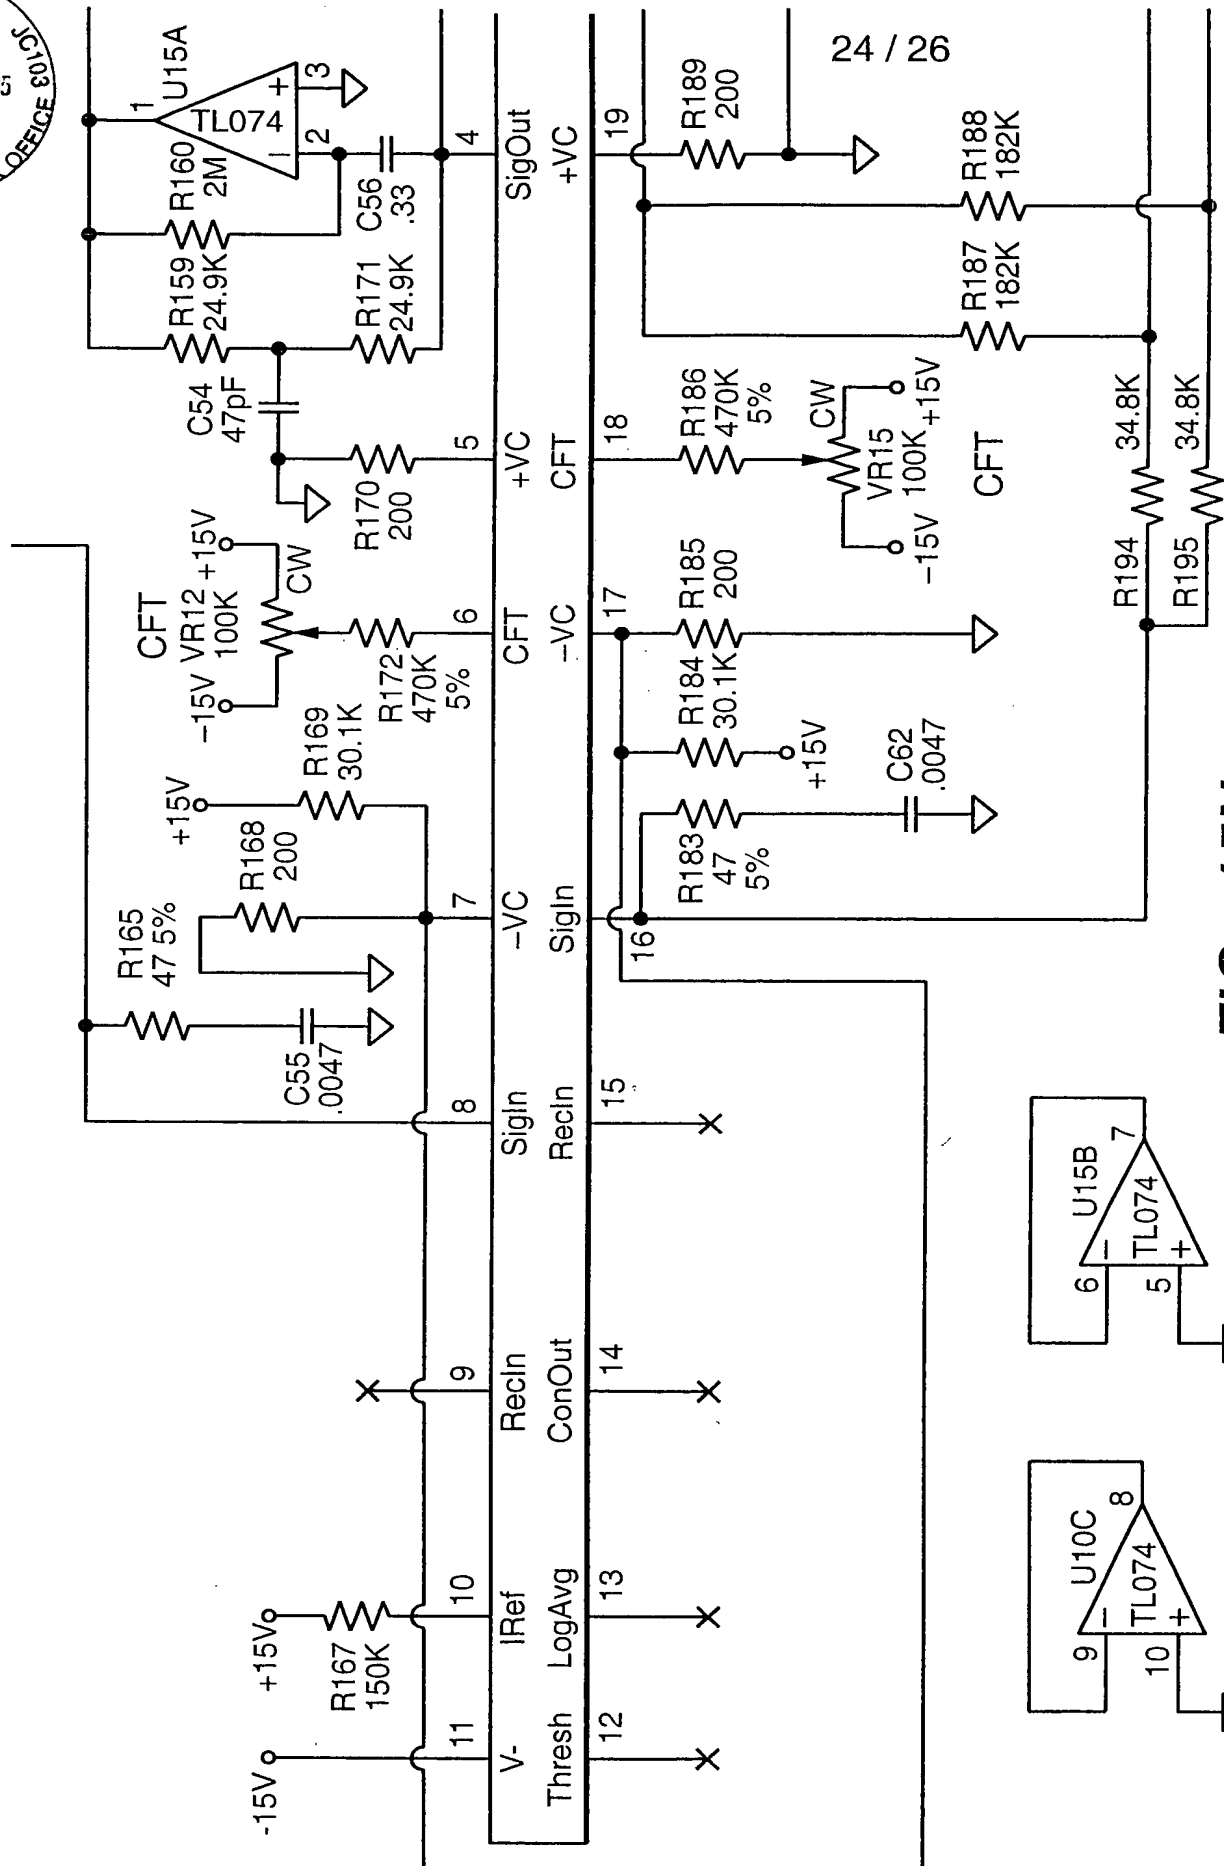 JC103
OFFICE
24 / 26
U15A
TL074
1
2
3
+
–
R160
2M
C56
.33
R159
24.9K
R171
24.9K
C54
47pF
R170
200
4
SigOut
5
+VC
6
CFT
7
–VC
8
SigIn
9
RecIn
10
IRef
11
V-
CFT
VR12
100K
–15V
+15V
CW
R172
470K
5%
+15V
R169
30.1K
R168
200
R165
47 5%
C55
.0047
+15V
R167
150K
-15V
19
+VC
18
CFT
17
–VC
16
SigIn
15
RecIn
14
ConOut
13
LogAvg
12
Thresh
R189
200
R188
182K
R187
182K
R186
470K
5%
CW
VR15
100K
+15V
–15V
CFT
R185
200
R184
30.1K
+15V
R183
47
5%
C62
.0047
R194
34.8K
R195
34.8K
U15B
TL074
6
–
5
+
7
U10C
TL074
9
–
10
+
8